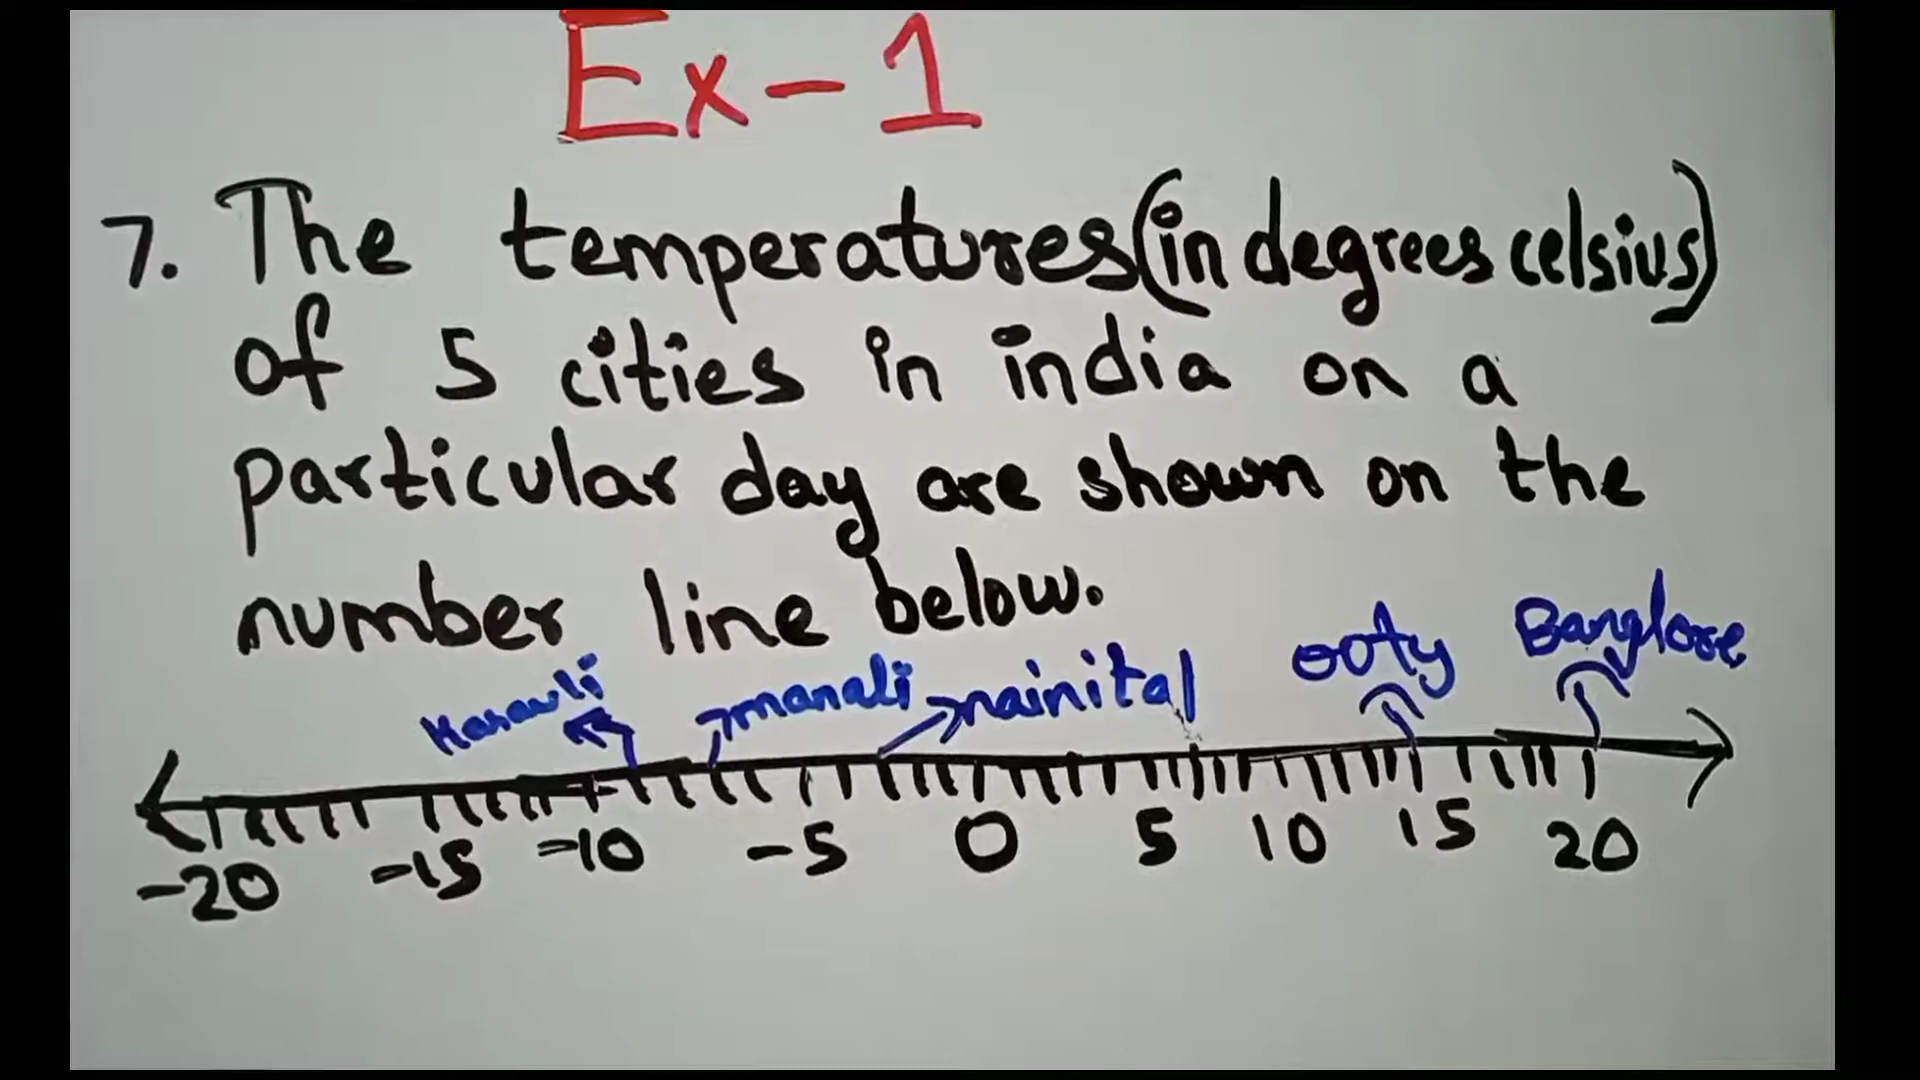 Ex-1
7. The temperatures (in degrees celsius)
of 5 cities in india on a
particular day are shown on the
number line below.
manali nainital ooty Banglore
-20 -15 -10 -5 0 5 10 15 20